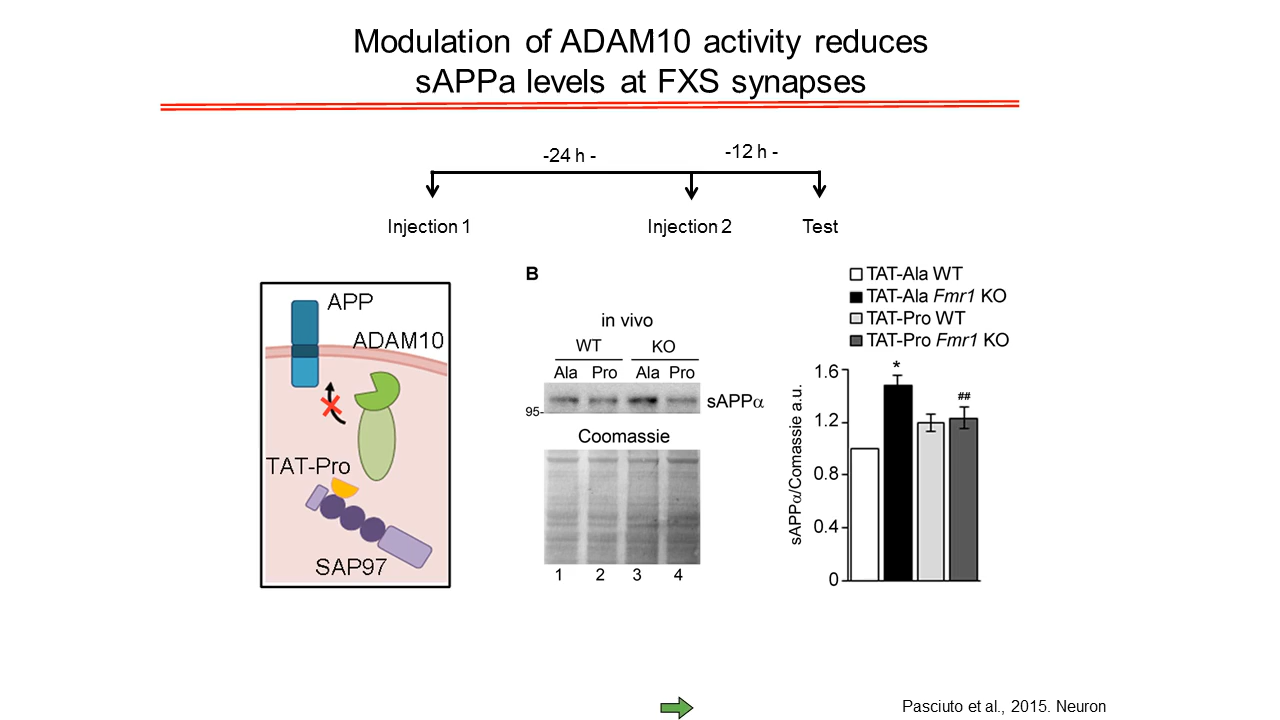 Modulation of ADAM10 activity reduces
sAPPa levels at FXS synapses
-24 h -
-12 h -
Injection 1
Injection 2
Test
APP
ADAM10
TAT-Pro
SAP97
B
in vivo
WT KO
Ala Pro Ala Pro
95-
sAPPα
Coomassie
1 2 3 4
TAT-Ala WT
TAT-Ala Fmr1 KO
TAT-Pro WT
TAT-Pro Fmr1 KO
sAPPα/Comassie a.u.
1.6
1.2
0.8
0.4
0
*
##
Pasciuto et al., 2015. Neuron